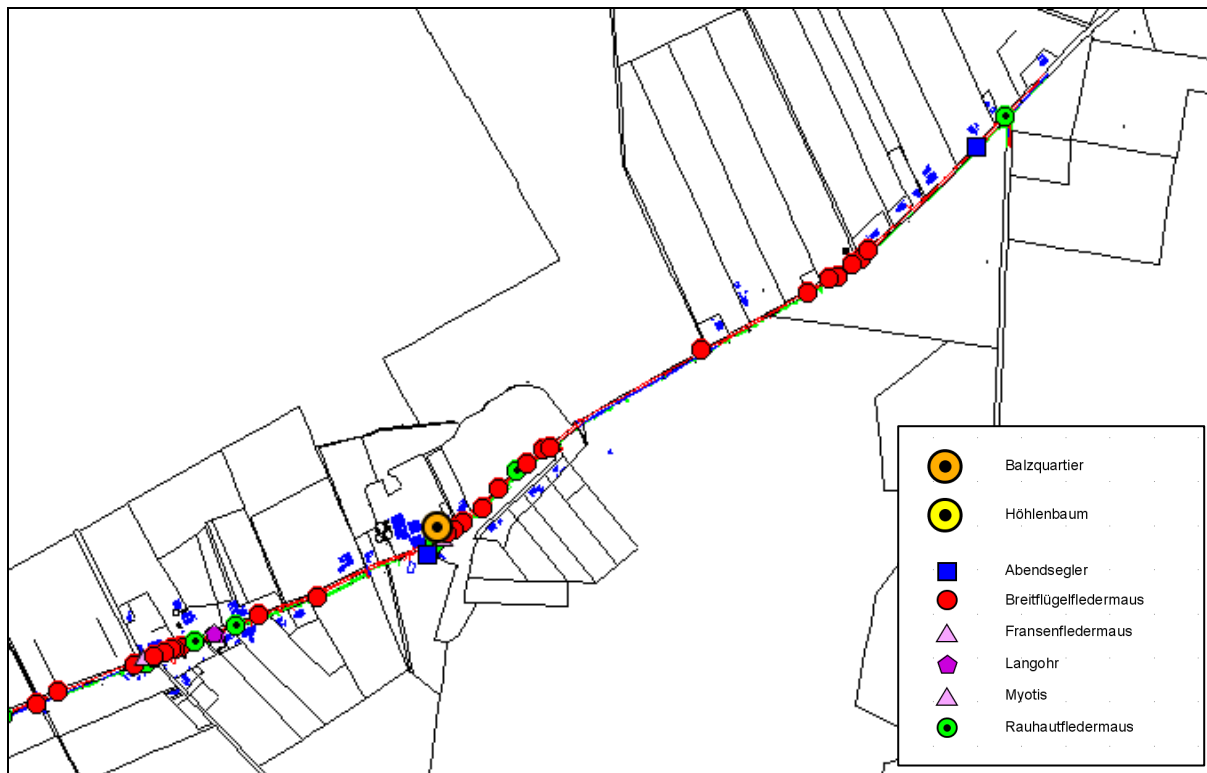 Balzquartier
Höhlenbaum
Abendsegler
Breitflügelfledermaus
Fransenfledermaus
Langohr
Myotis
Rauhautfledermaus